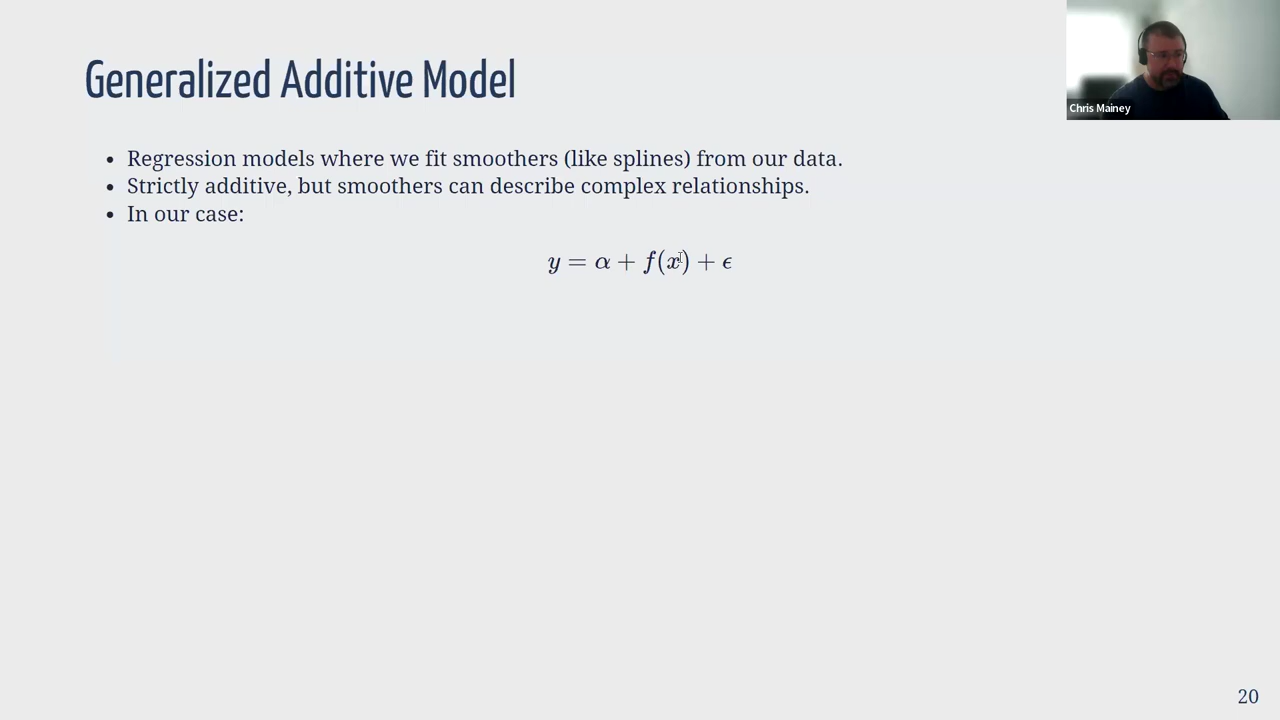 Generalized Additive Model
Chris Mainey
• Regression models where we fit smoothers (like splines) from our data.
• Strictly additive, but smoothers can describe complex relationships.
• In our case:
y = α + f(x) + ϵ
20